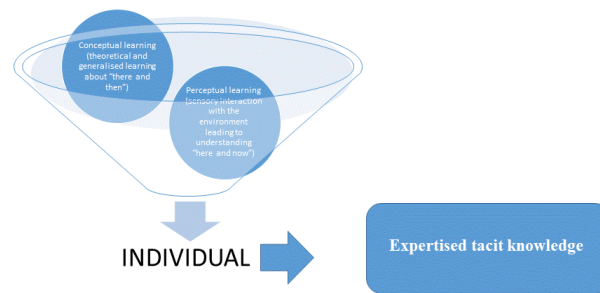 Conceptual learning
(theoretical and
generalised learning
about "there and
then")
Perceptual learning
(sensory interaction
with the
environment
leading to
understanding
"here and now")
INDIVIDUAL
Expertised tacit knowledge